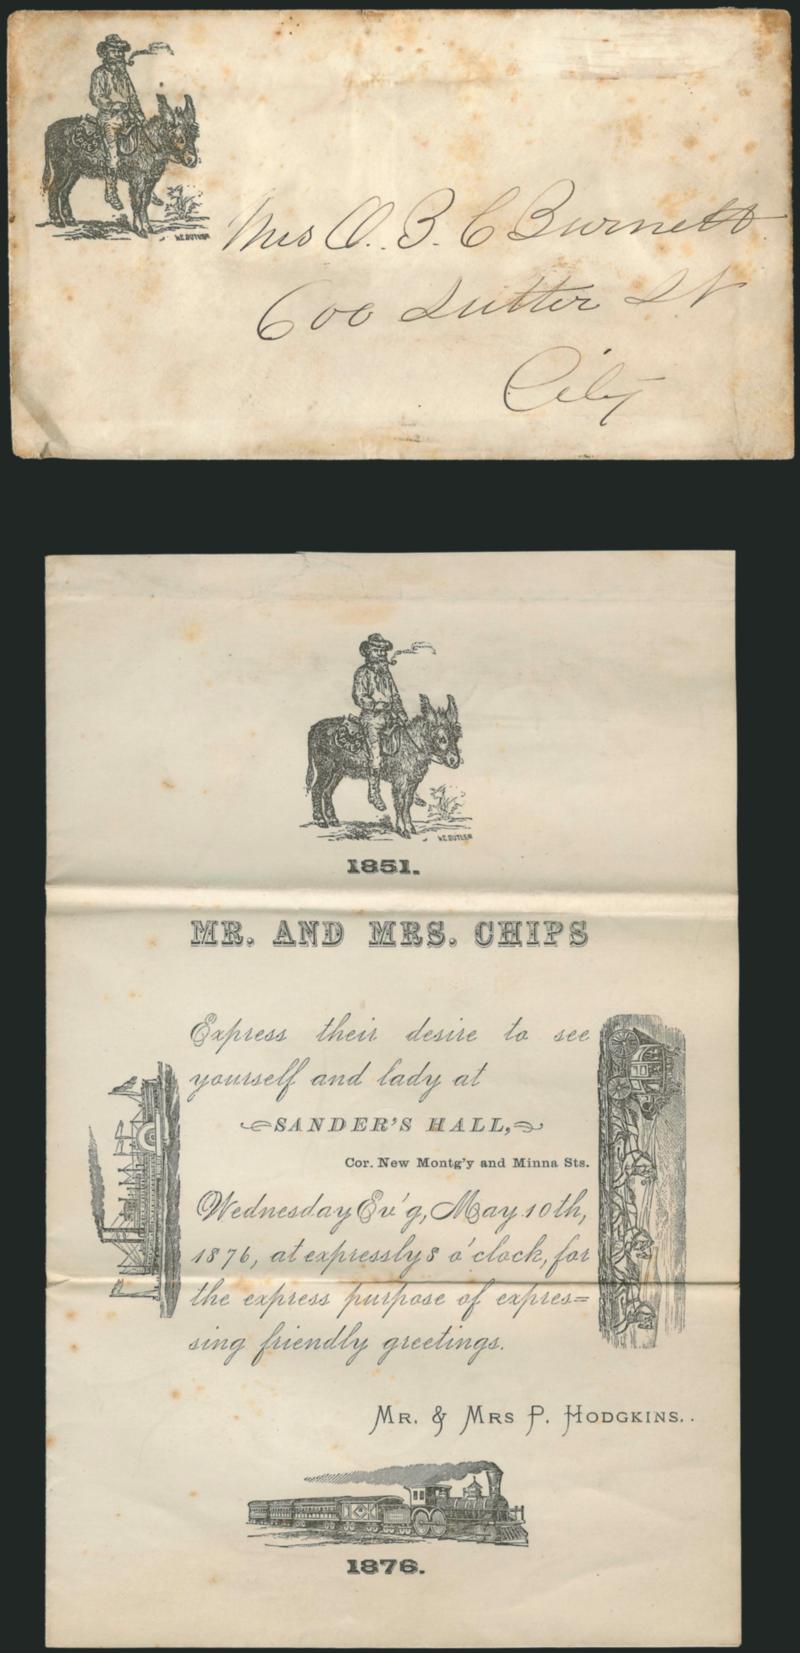 W.C. BUTLER
Mrs O. B. C Burnett
600 Sutter St
City
W.C. BUTLER
1851.
MR. AND MRS. CHIPS
Express their desire to see
yourself and lady at
SANDER'S HALL,
Cor. New Montg'y and Minna Sts.
Wednesday Ev'g, May 10th,
1876, at expressly 8 o'clock, for
the express purpose of expres=
sing friendly greetings.
MR. & MRS P. HODGKINS..
1876.